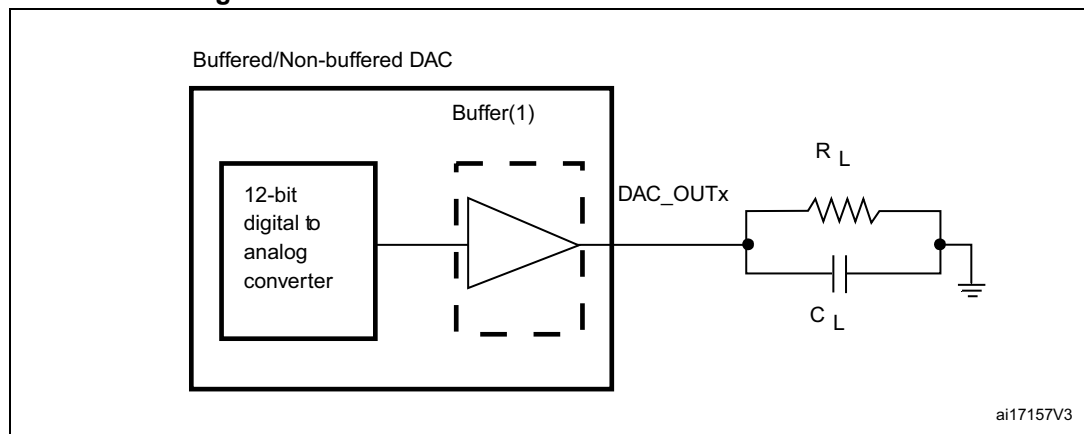 Buffered/Non-buffered DAC
Buffer(1)
12-bit
digital to
analog
converter
DAC_OUTx
R L
C L
ai17157V3